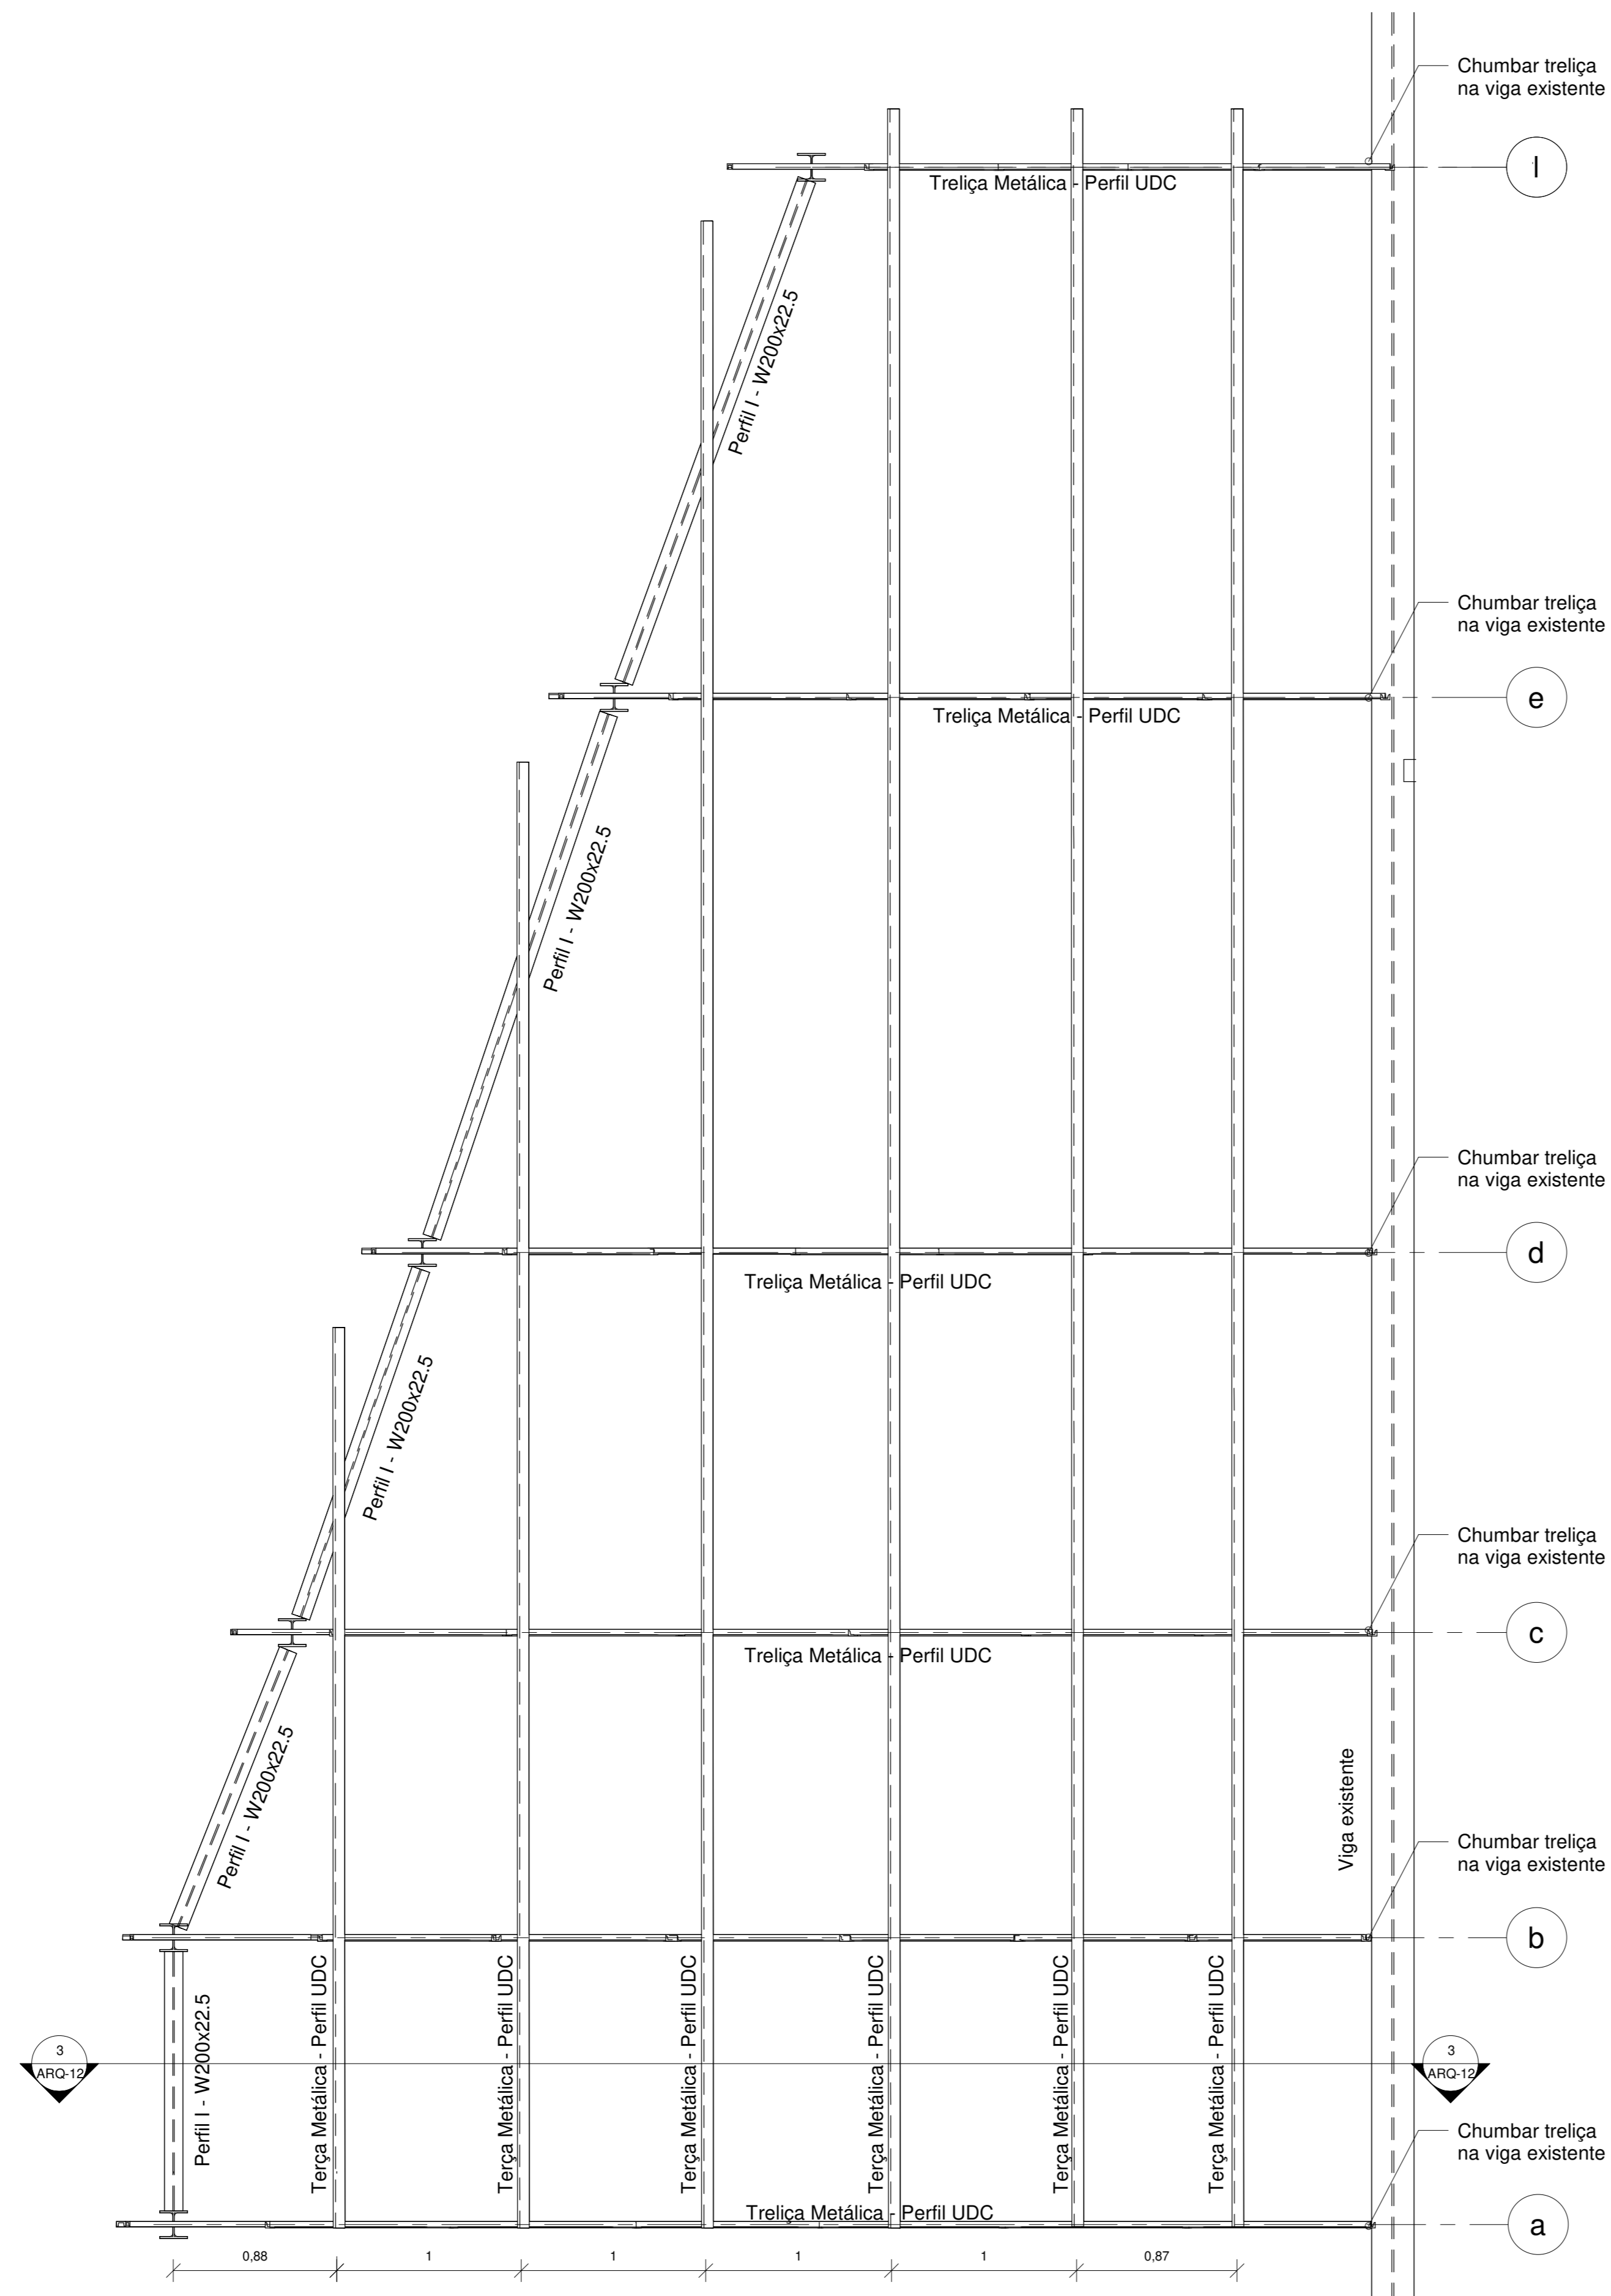 Chumbar treliça
na viga existente
l
Treliça Metálica - Perfil UDC
Perfil I - W200x22.5
Chumbar treliça
na viga existente
e
Treliça Metálica - Perfil UDC
Perfil I - W200x22.5
Chumbar treliça
na viga existente
d
Treliça Metálica - Perfil UDC
Perfil I - W200x22.5
Chumbar treliça
na viga existente
c
Treliça Metálica - Perfil UDC
Perfil I - W200x22.5
Viga existente
Chumbar treliça
na viga existente
b
Perfil I - W200x22.5
Terça Metálica - Perfil UDC
Terça Metálica - Perfil UDC
Terça Metálica - Perfil UDC
Terça Metálica - Perfil UDC
Terça Metálica - Perfil UDC
Terça Metálica - Perfil UDC
3
ARQ-12
3
ARQ-12
Chumbar treliça
na viga existente
Treliça Metálica - Perfil UDC
a
0,88
1
1
1
1
0,87